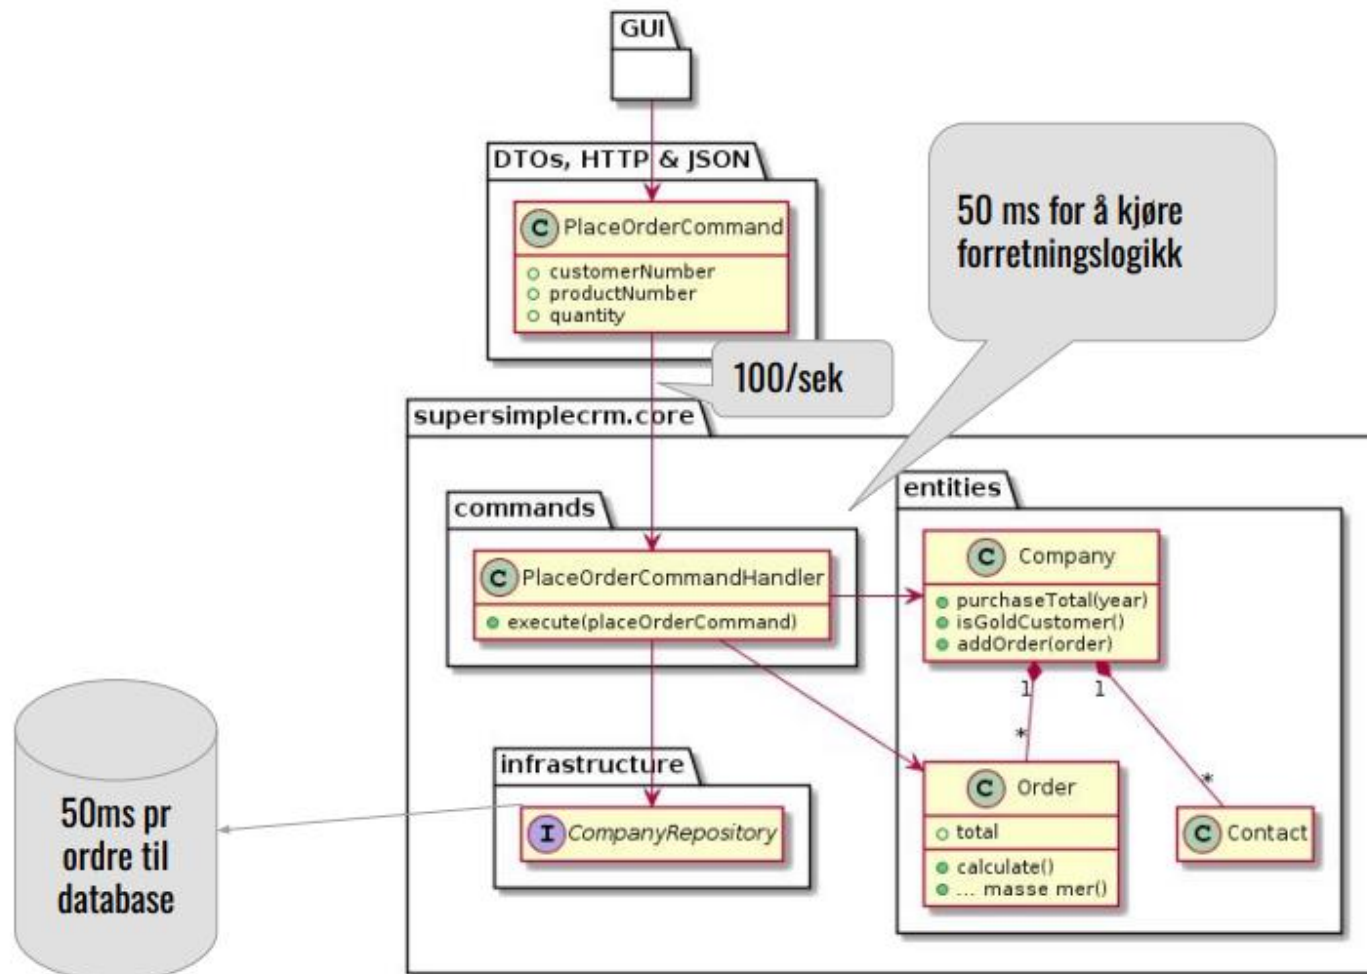 GUI
DTOs, HTTP & JSON
C PlaceOrderCommand
customerNumber
productNumber
quantity
50 ms for å kjøre
forretningslogikk
100/sek
supersimplecrm.core
commands
C PlaceOrderCommandHandler
execute(placeOrderCommand)
entities
C Company
purchaseTotal(year)
isGoldCustomer()
addOrder(order)
1
1
*
*
infrastructure
I CompanyRepository
C Order
total
calculate()
... masse mer()
C Contact
50ms pr
ordre til
database